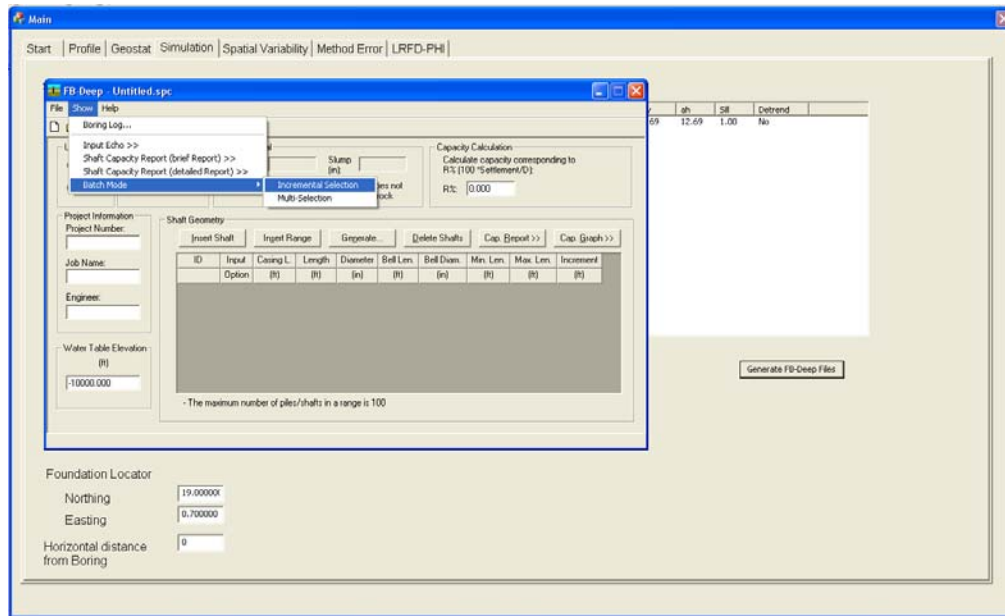 Main
Start Profile Geostat Simulation Spatial Variability Method Error LRFD-PHI
FB-Deep - Untitled.spc
File Show Help
ah Sill Detrend
69 12.69 1.00 No
Boring Log...
Input Echo >>
Shaft Capacity Report (brief Report) >>
Shaft Capacity Report (detailed Report) >>
Batch Mode
Incremental Selection
Multi-Selection
Slump
(in):
Capacity Calculation
Calculate capacity corresponding to
R% (100 *Settlement/D):
R%: 0.000
Project Information
Project Number:
Job Name:
Engineer:
Water Table Elevation
(ft)
-10000.000
Shaft Geometry
Insert Shaft Insert Range Generate... Delete Shafts Cap. Report >> Cap. Graph >>
ID Input Casing L. Length Diameter Bell Len. Bell Diam. Min. Len. Max. Len. Increment
Option (ft) (ft) (in) (ft) (in) (ft) (ft) (ft)
- The maximum number of piles/shafts in a range is 100
Generate FB-Deep Files
Foundation Locator
Northing 19.00000
Easting 0.700000
Horizontal distance 0
from Boring